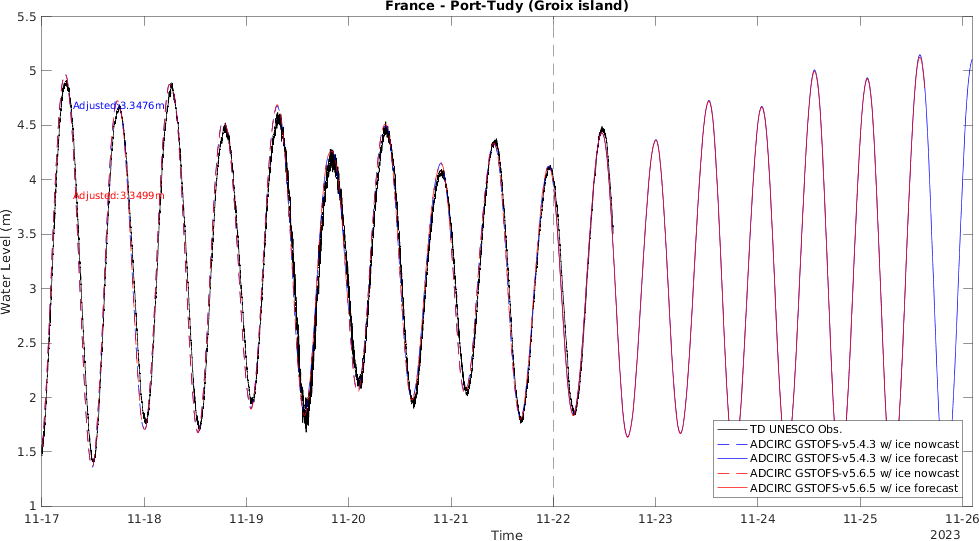 France - Port-Tudy (Groix island)
5.5
5
4.5
4
3.5
3
2.5
2
1.5
1
Water Level (m)
Adjusted:3.3476m
Adjusted:3.3499m
TD UNESCO Obs.
ADCIRC GSTOFS-v5.4.3 w/ ice nowcast
ADCIRC GSTOFS-v5.4.3 w/ ice forecast
ADCIRC GSTOFS-v5.6.5 w/ ice nowcast
ADCIRC GSTOFS-v5.6.5 w/ ice forecast
11-17 11-18 11-19 11-20 11-21 11-22 11-23 11-24 11-25 11-26
Time
2023